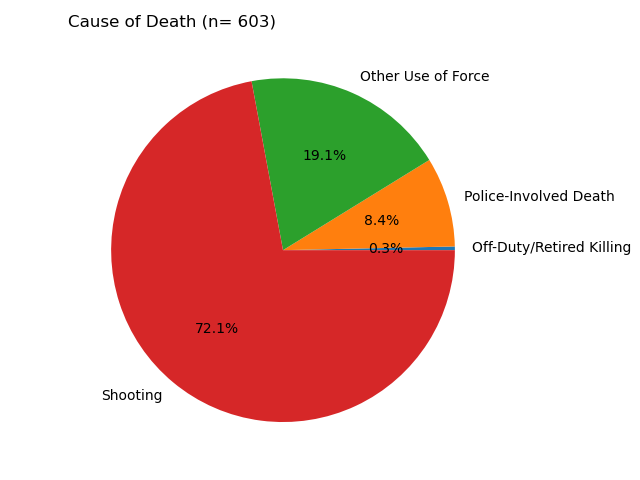 Cause of Death (n= 603)
Other Use of Force
19.1%
Police-Involved Death
8.4%
0.3%
Off-Duty/Retired Killing
72.1%
Shooting